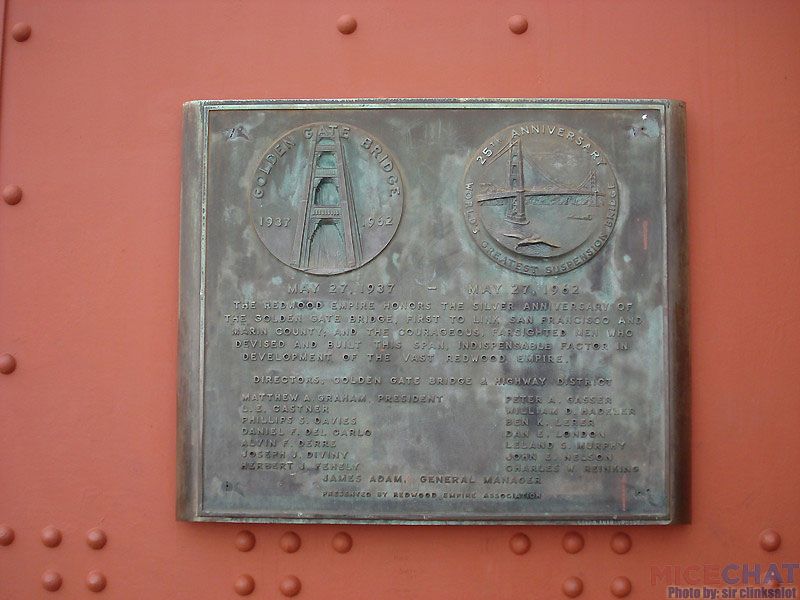 GOLDEN GATE BRIDGE
1937 1962
25TH ANNIVERSARY
WORLD'S GREATEST SUSPENSION BRIDGE
MAY 27, 1937 - MAY 27, 1962
THE REDWOOD EMPIRE HONORS THE SILVER ANNIVERSARY OF
THE GOLDEN GATE BRIDGE, FIRST TO LINK SAN FRANCISCO AND
MARIN COUNTY; AND THE COURAGEOUS, FARSIGHTED MEN WHO
DEVISED AND BUILT THIS SPAN, INDISPENSABLE FACTOR IN
DEVELOPMENT OF THE VAST REDWOOD EMPIRE.
DIRECTORS, GOLDEN GATE BRIDGE & HIGHWAY DISTRICT
MATTHEW A. GRAHAM, PRESIDENT
L. E. CASTNER
PHILLIPS S. DAVIES
DANIEL F. DEL CARLO
ALVIN F. DERRE
JOSEPH J. DIVINY
HERBERT J. FEHELY
PETER A. GASSER
WILLIAM D. HADELER
BEN K. LERER
DAN E. LONDON
LELAND S. MURPHY
JOHN E. NELSON
CHARLES W. REINKING
JAMES ADAM, GENERAL MANAGER
PRESENTED BY REDWOOD EMPIRE ASSOCIATION
MICECHAT
Photo by: sir clinksalot